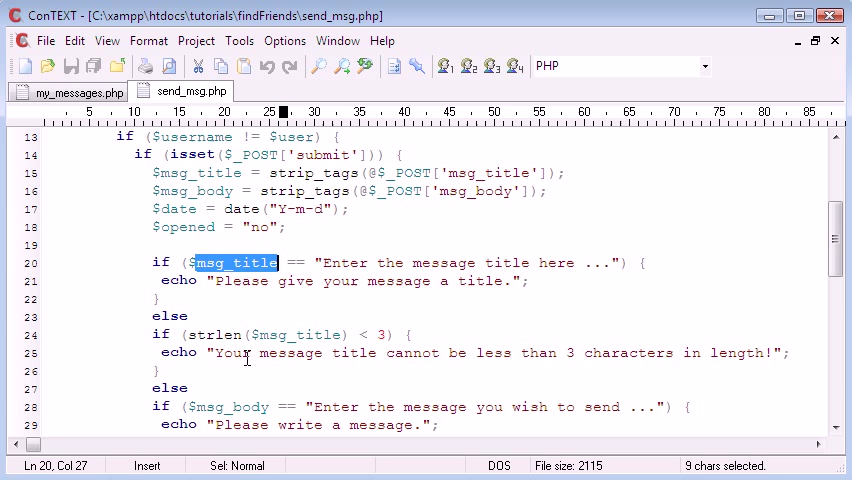 ConTEXT - [C:\xampp\htdocs\tutorials\findFriends\send_msg.php]
File Edit View Format Project Tools Options Window Help
1 2 3 4 PHP
my_messages.php send_msg.php
5 10 15 20 25 30 35 40 45 50 55 60 65 70 75 80 85
13 if ($username != $user) {
14 if (isset($_POST['submit'])) {
15 $msg_title = strip_tags(@$_POST['msg_title']);
16 $msg_body = strip_tags(@$_POST['msg_body']);
17 $date = date("Y-m-d");
18 $opened = "no";
19
20 if ($msg_title == "Enter the message title here ...") {
21 echo "Please give your message a title.";
22 }
23 else
24 if (strlen($msg_title) < 3) {
25 echo "Your message title cannot be less than 3 characters in length!";
26 }
27 else
28 if ($msg_body == "Enter the message you wish to send ...") {
29 echo "Please write a message.";
Ln 20, Col 27 Insert Sel: Normal DOS File size: 2115 9 chars selected.